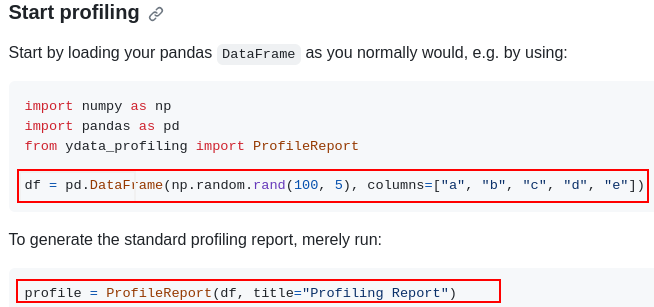 Start profiling
Start by loading your pandas DataFrame as you normally would, e.g. by using:
import numpy as np
import pandas as pd
from ydata_profiling import ProfileReport
df = pd.DataFrame(np.random.rand(100, 5), columns=["a", "b", "c", "d", "e"])
To generate the standard profiling report, merely run:
profile = ProfileReport(df, title="Profiling Report")